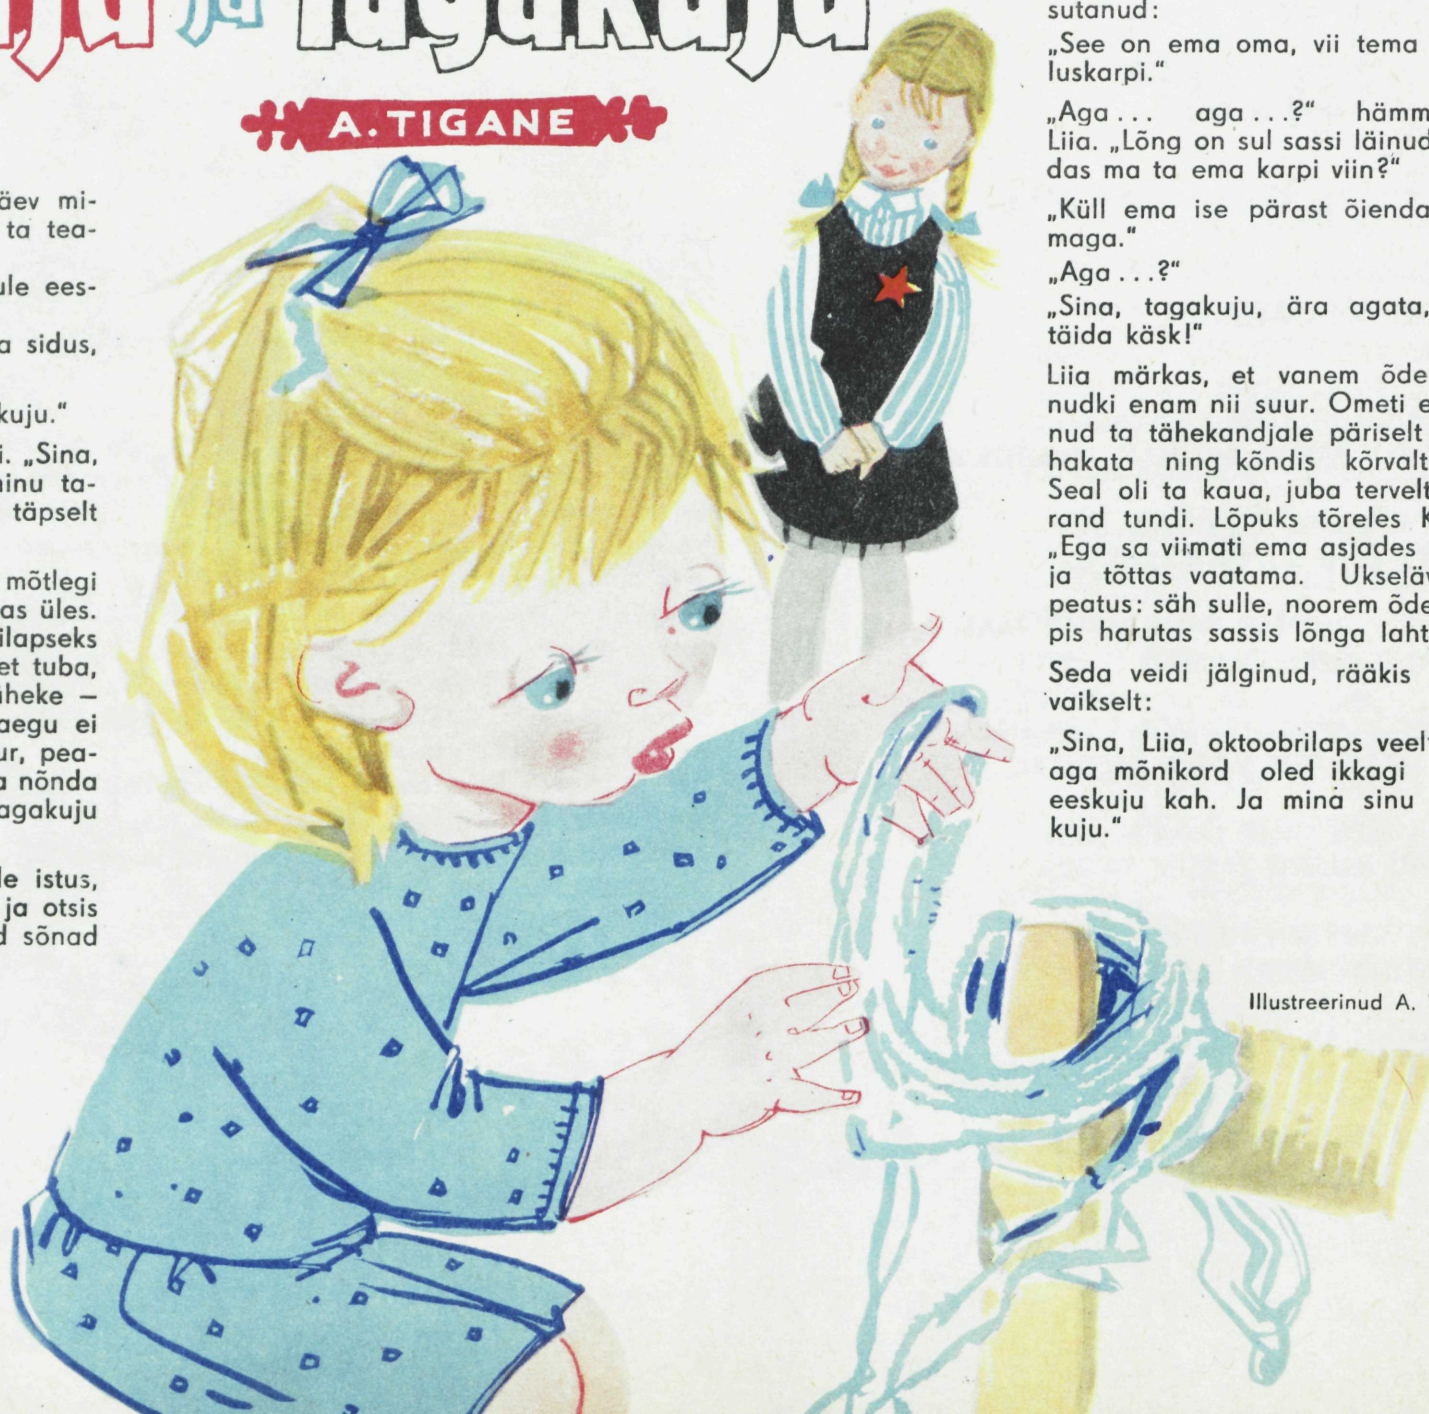 ja tagakuju
A. TIGANE
äev mi-
ta tea-
ule ees-
a sidus,
kuju.“
i. „Sina,
ninu ta-
täpselt
mõtlegi
as üles.
ilapseks
et tuba,
äheke —
aegu ei
ur, pea-
a nõnda
agakuju
le istus,
ja otsis
d sõnad
sutanud:
„See on ema oma, vii tema
luskarpi.“
„Aga . . . aga . . .?“ hämm
Liia. „Lõng on sul sassi läinud
das ma ta ema karpi viin?“
„Küll ema ise pärast õienda
maga.“
„Aga . . .?“
„Sina, tagakuju, ära agata,
täida käsk!“
Liia märkas, et vanem õde
nudki enam nii suur. Ometi e
nud ta tähekandjale päriselt
hakata ning kõndis kõrvalt
Seal oli ta kaua, juba tervelt
rand tundi. Lõpuks tõreles K
„Ega sa viimati ema asjades
ja tõttas vaatama. Ukseläv
peatus: säh sulle, noorem õde
pis harutas sassis lõnga laht
Seda veidi jälginud, rääkis
vaikselt:
„Sina, Liia, oktoobrilaps veel
aga mõnikord oled ikkagi
eeskuju kah. Ja mina sinu
kuju.“
Illustreerinud A.